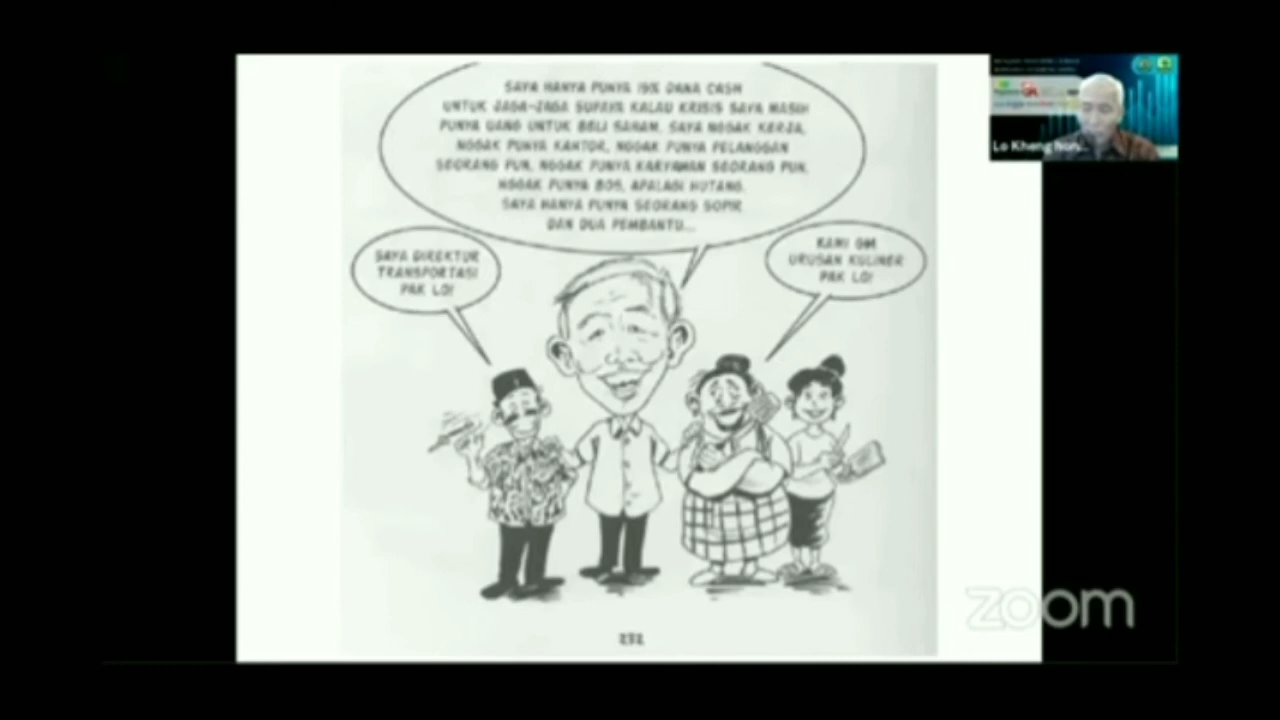 SAYA HANYA PUNYA 15% DANA CASH
UNTUK JAGA-JAGA SUPAYA KALAU KRISIS SAYA MASIH
PUNYA UANG UNTUK BELI SAHAM. SAYA NGGAK KERJA,
NGGAK PUNYA KANTOR, NGGAK PUNYA PELANGGAN
SEORANG PUN, NGGAK PUNYA KARYAWAN SEORANG PUN,
NGGAK PUNYA BOS, APALAGI HUTANG.
SAYA HANYA PUNYA SEORANG SOPIR
DAN DUA PEMBANTU...
SAYA DIREKTUR
TRANSPORTASI
PAK LO!
KAMI GM
URUSAN KULINER
PAK LO!
Lo Kheng Hon
zoom